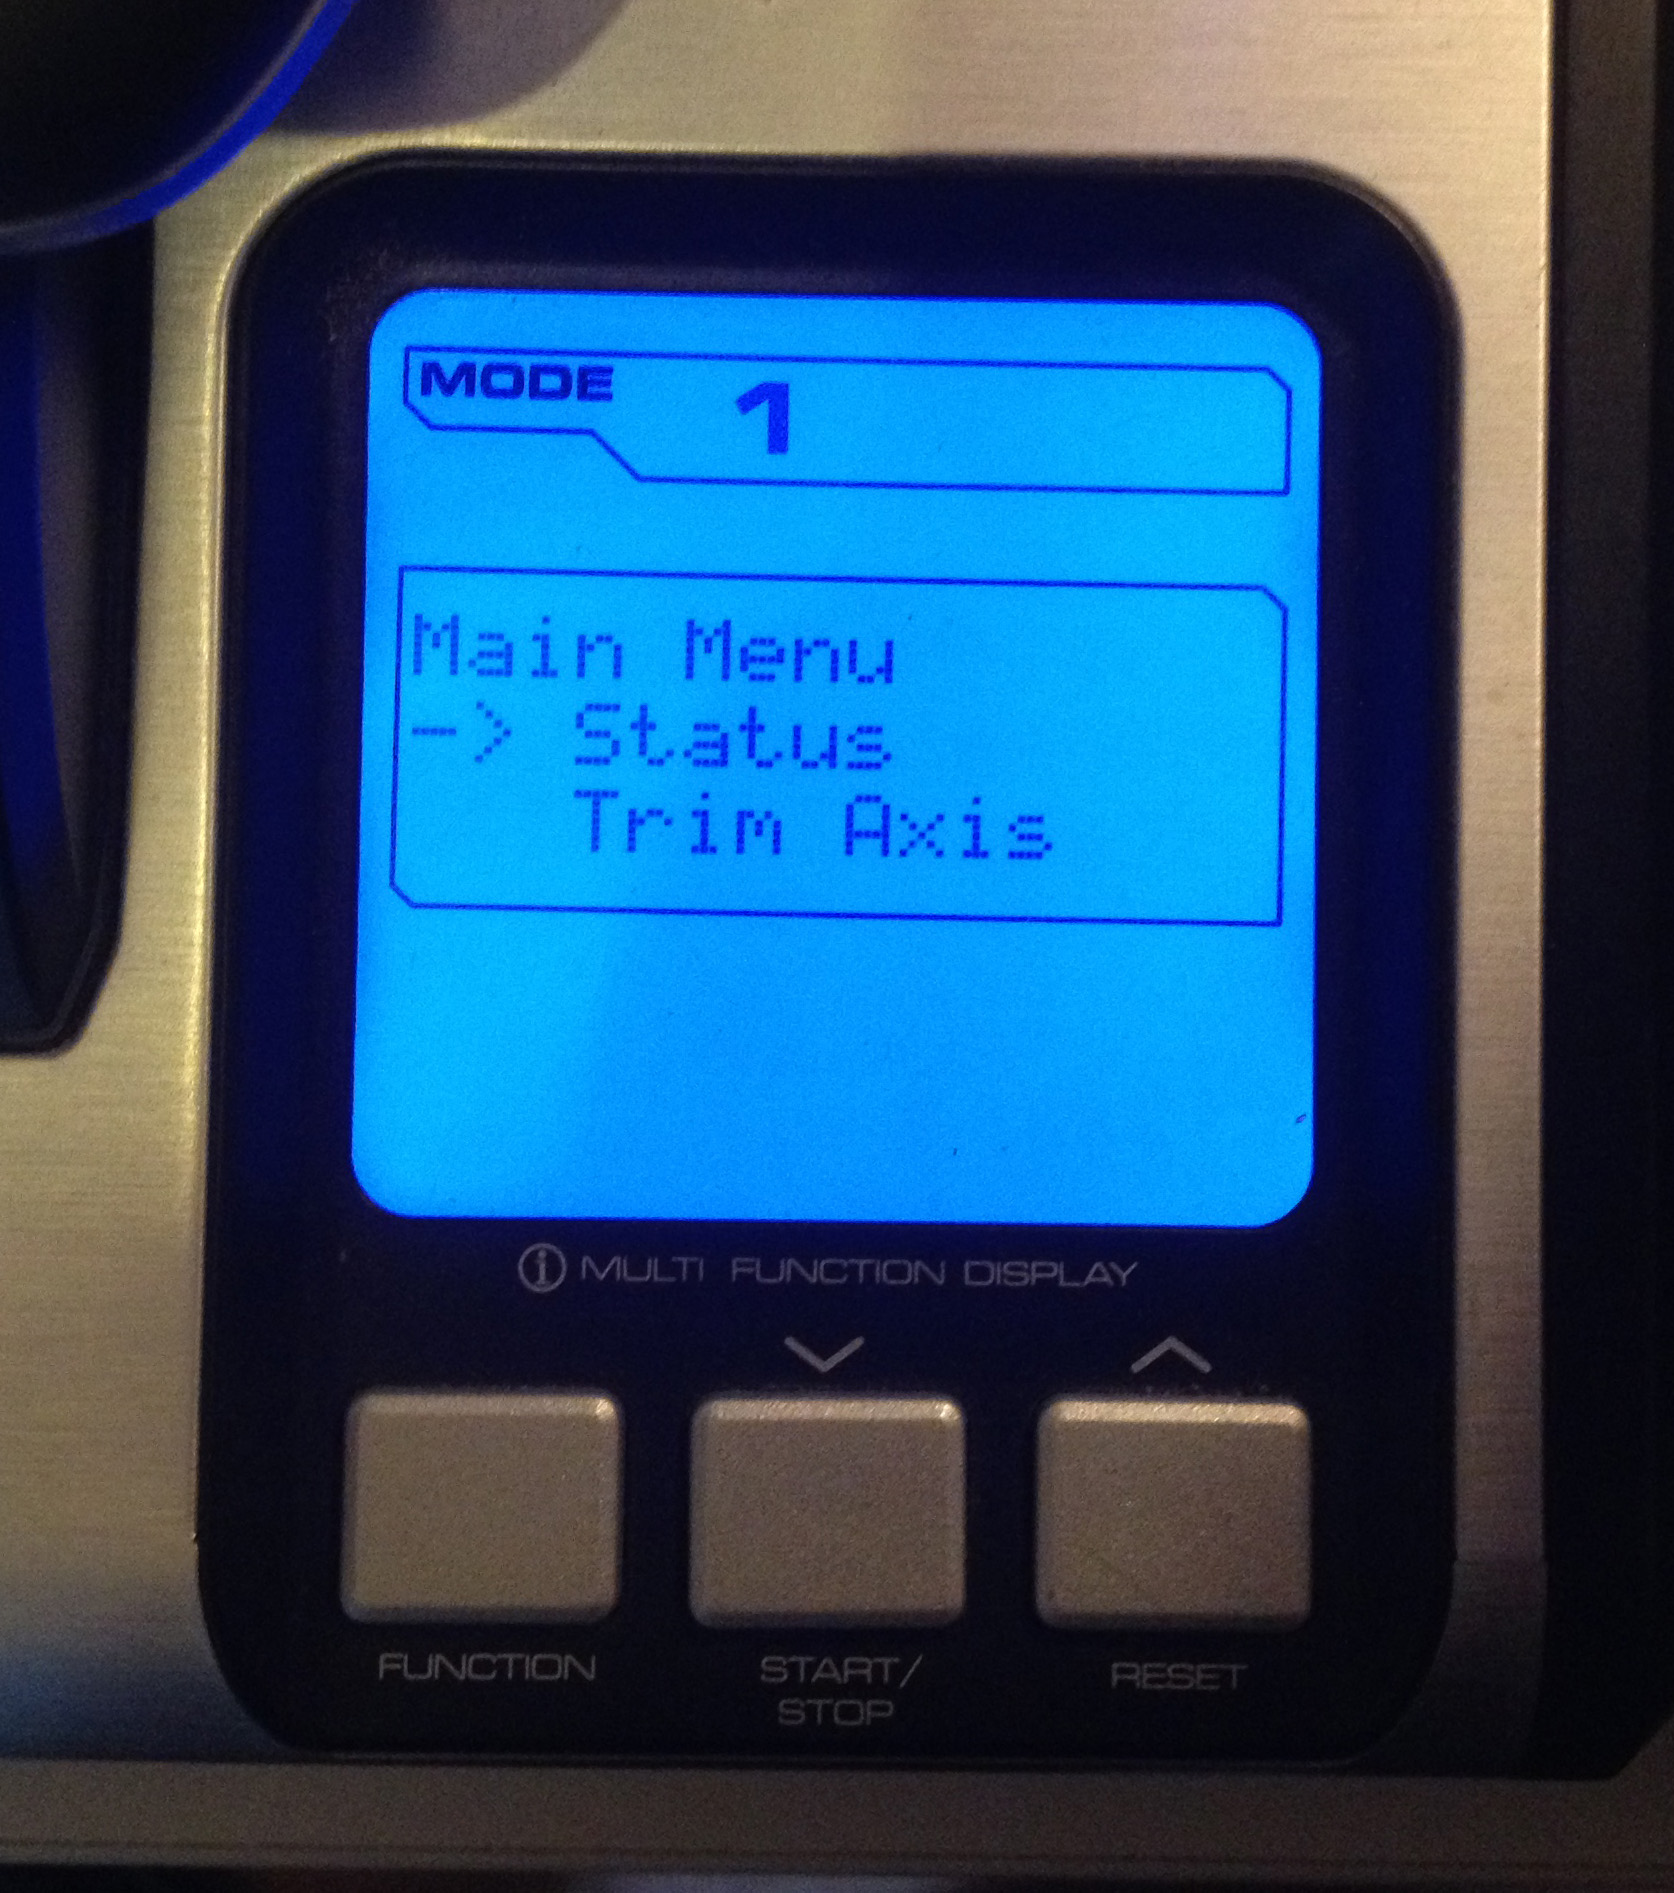 MODE 1
Main Menu
-> Status
Trim Axis
i MULTI FUNCTION DISPLAY
FUNCTION
START/
STOP
RESET